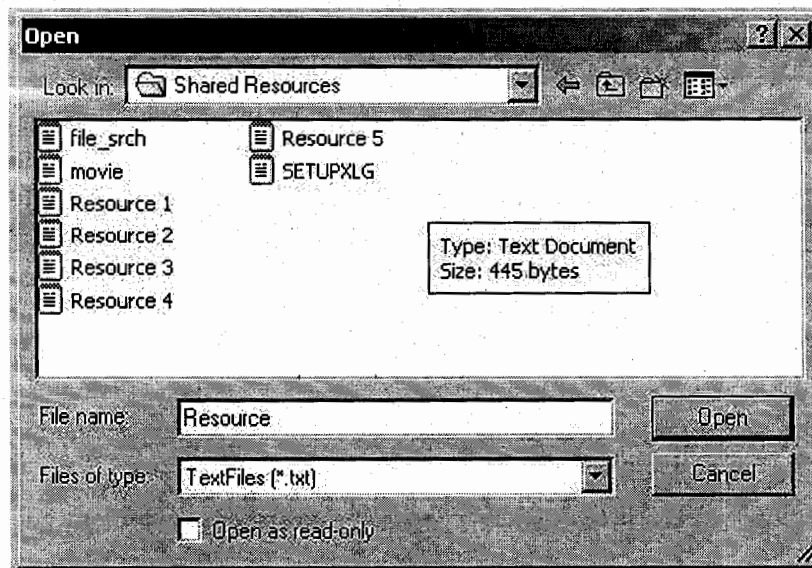 Open
Look in: Shared Resources
file_srch
movie
Resource 1
Resource 2
Resource 3
Resource 4
Resource 5
SETUPXLG
Type: Text Document
Size: 445 bytes
File name: Resource Open
Files of type: TextFiles (*.txt) Cancel
Open as read-only